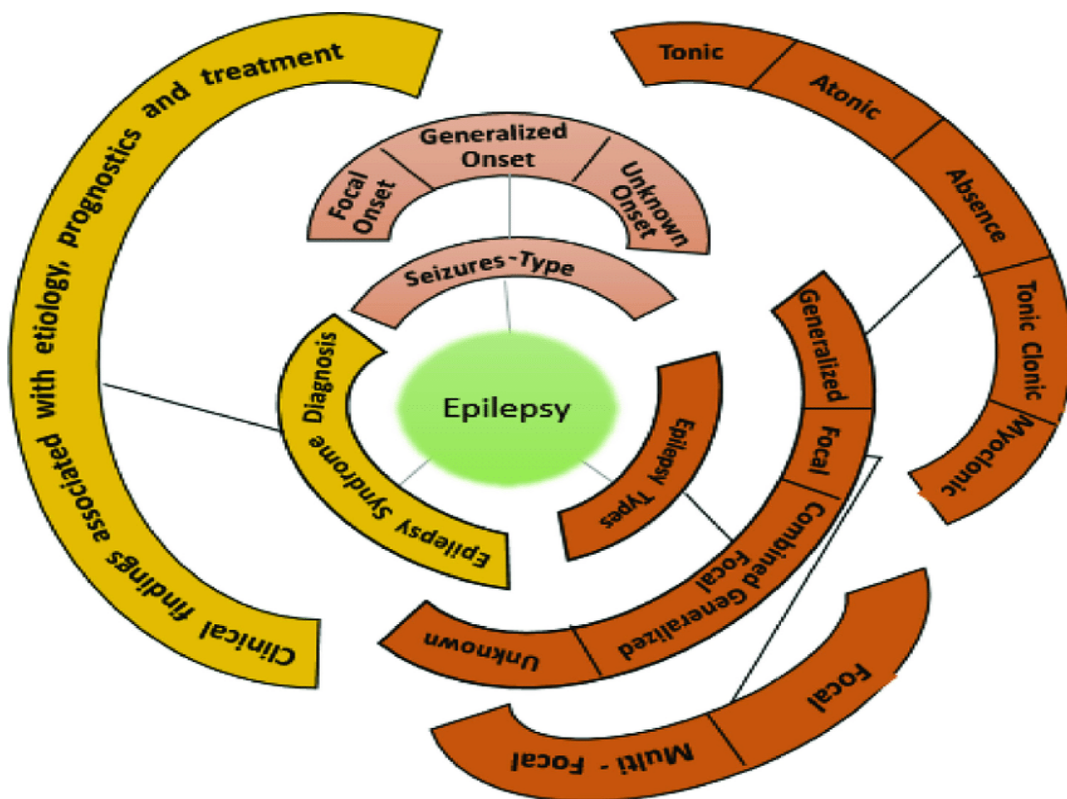 Clinical findings associated with etiology, prognostics and treatment
Tonic
Atonic
Absence
Tonic Clonic
Myoclonic
Focal
Onset
Generalized
Onset
Unknown
Onset
Seizures-Type
Epilepsy Syndrome Diagnosis
Epilepsy
Epilepsy Types
Generalized
Focal
Combined Generalized
Focal
Unknown
Focal
Multi - Focal